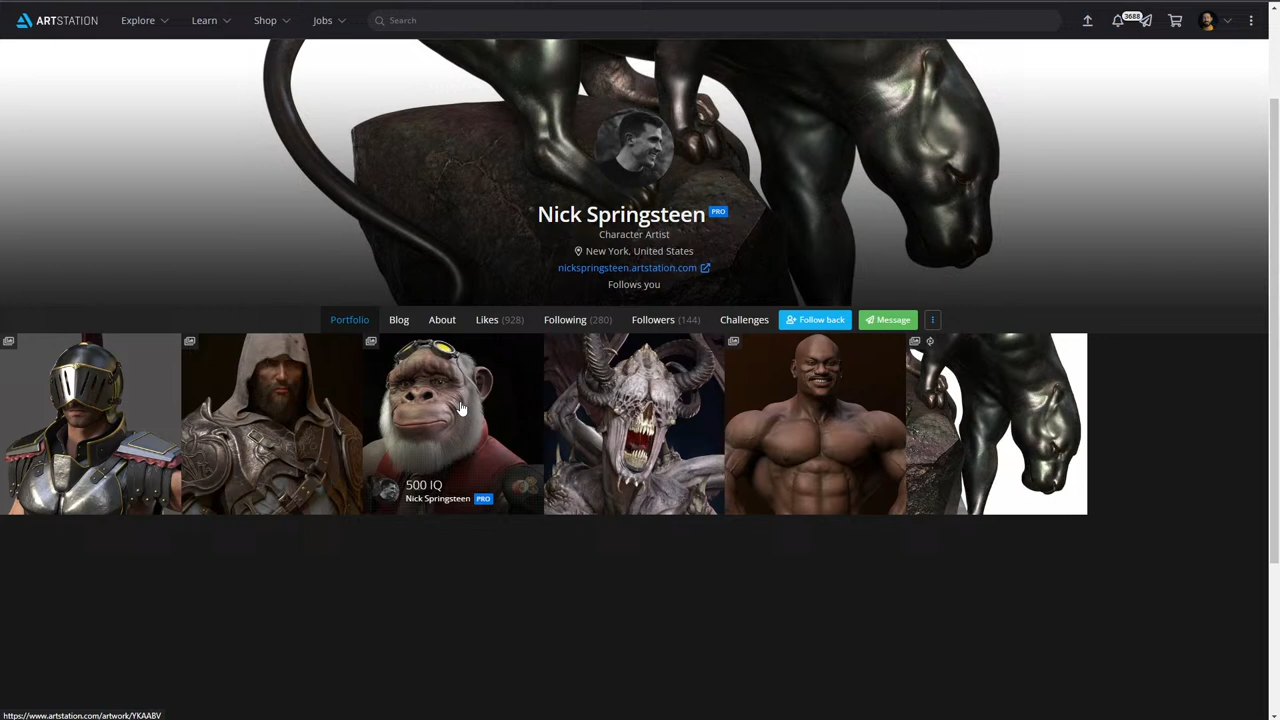 ARTSTATION Explore Learn Shop Jobs Search 3688
Nick Springsteen PRO
Character Artist
New York, United States
nickspringsteen.artstation.com
Follows you
Portfolio Blog About Likes (928) Following (280) Followers (144) Challenges Follow back Message
500 IQ
Nick Springsteen PRO
https://www.artstation.com/artwork/YKAABV